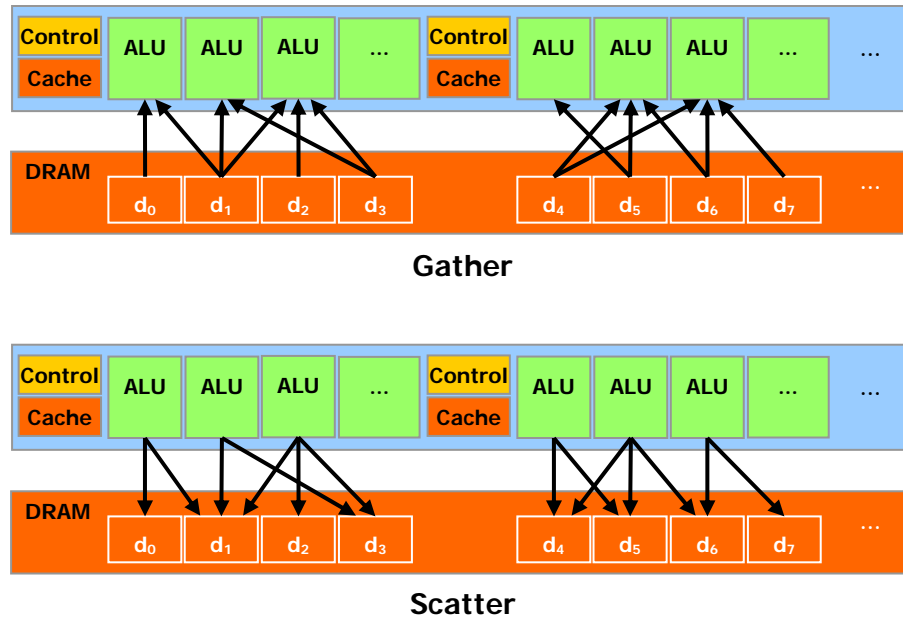 Control ALU ALU ALU ... Control ALU ALU ALU ... ...
Cache Cache
DRAM ...
d0 d1 d2 d3 d4 d5 d6 d7
Gather
Control ALU ALU ALU ... Control ALU ALU ALU ... ...
Cache Cache
DRAM ...
d0 d1 d2 d3 d4 d5 d6 d7
Scatter